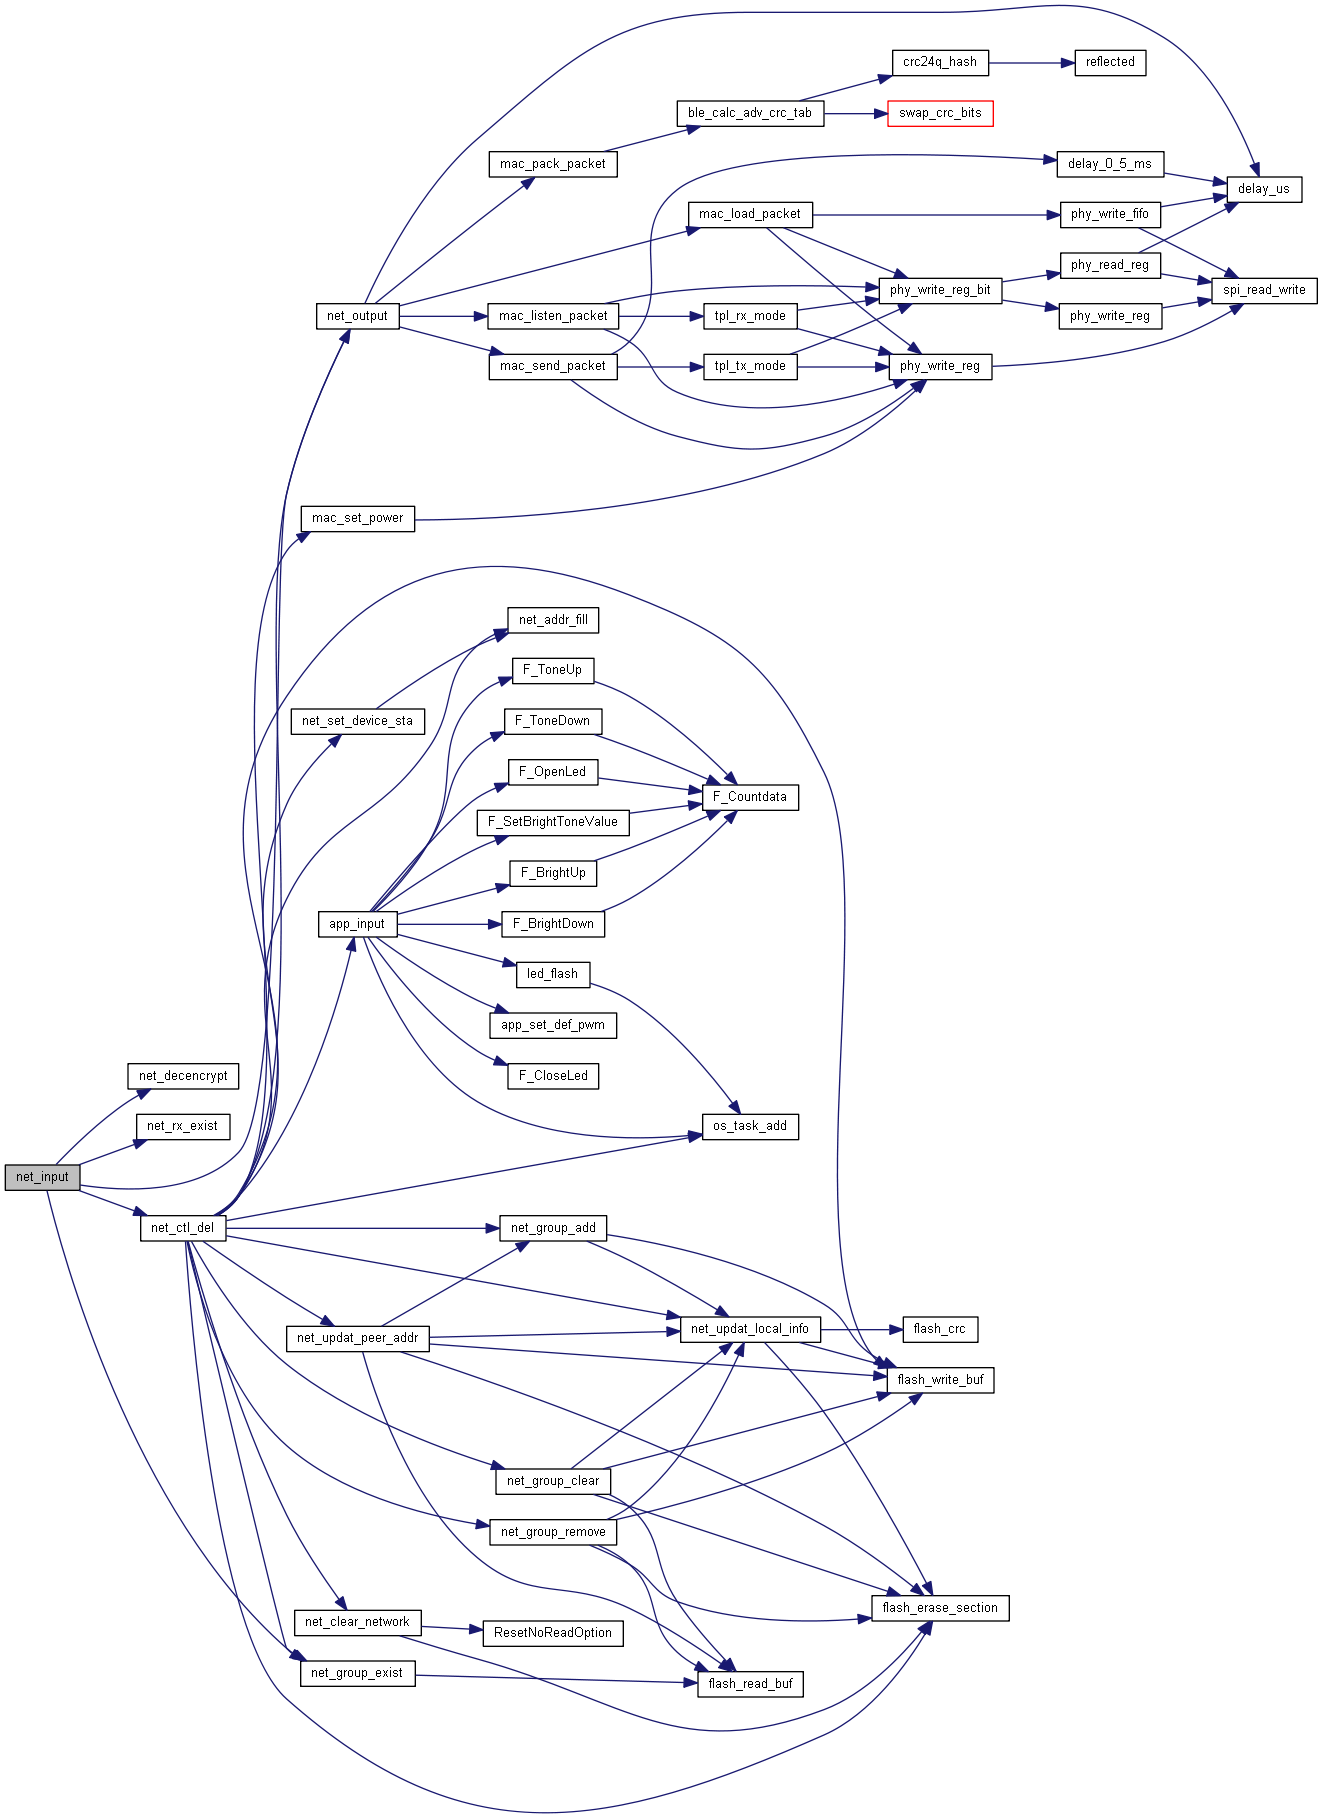 crc24q_hash
reflected
ble_calc_adv_crc_tab
swap_crc_bits
mac_pack_packet
delay_0_5_ms
delay_us
mac_load_packet
phy_write_fifo
phy_read_reg
phy_write_reg_bit
spi_read_write
net_output
mac_listen_packet
tpl_rx_mode
phy_write_reg
mac_send_packet
tpl_tx_mode
phy_write_reg
mac_set_power
net_addr_fill
F_ToneUp
net_set_device_sta
F_ToneDown
F_OpenLed
F_Countdata
F_SetBrightToneValue
F_BrightUp
app_input
F_BrightDown
led_flash
app_set_def_pwm
net_decencrypt
F_CloseLed
net_rx_exist
os_task_add
net_input
net_ctl_del
net_group_add
net_updat_peer_addr
net_updat_local_info
flash_crc
flash_write_buf
net_group_clear
net_group_remove
flash_erase_section
net_clear_network
ResetNoReadOption
net_group_exist
flash_read_buf